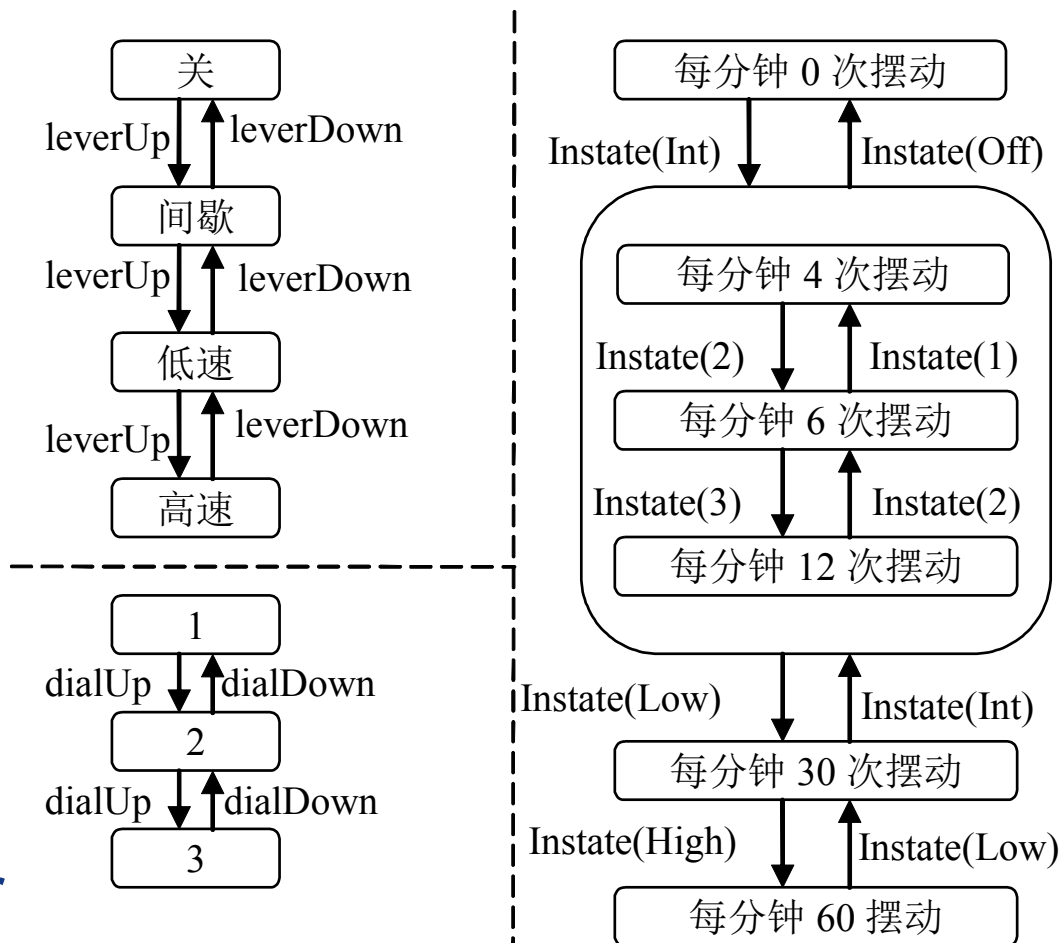 关
leverUp
leverDown
间歇
leverUp
leverDown
低速
leverUp
leverDown
高速
1
dialUp
dialDown
2
dialUp
dialDown
3
每分钟 0 次摆动
Instate(Int)
Instate(Off)
每分钟 4 次摆动
Instate(2)
Instate(1)
每分钟 6 次摆动
Instate(3)
Instate(2)
每分钟 12 次摆动
Instate(Low)
Instate(Int)
每分钟 30 次摆动
Instate(High)
Instate(Low)
每分钟 60 摆动